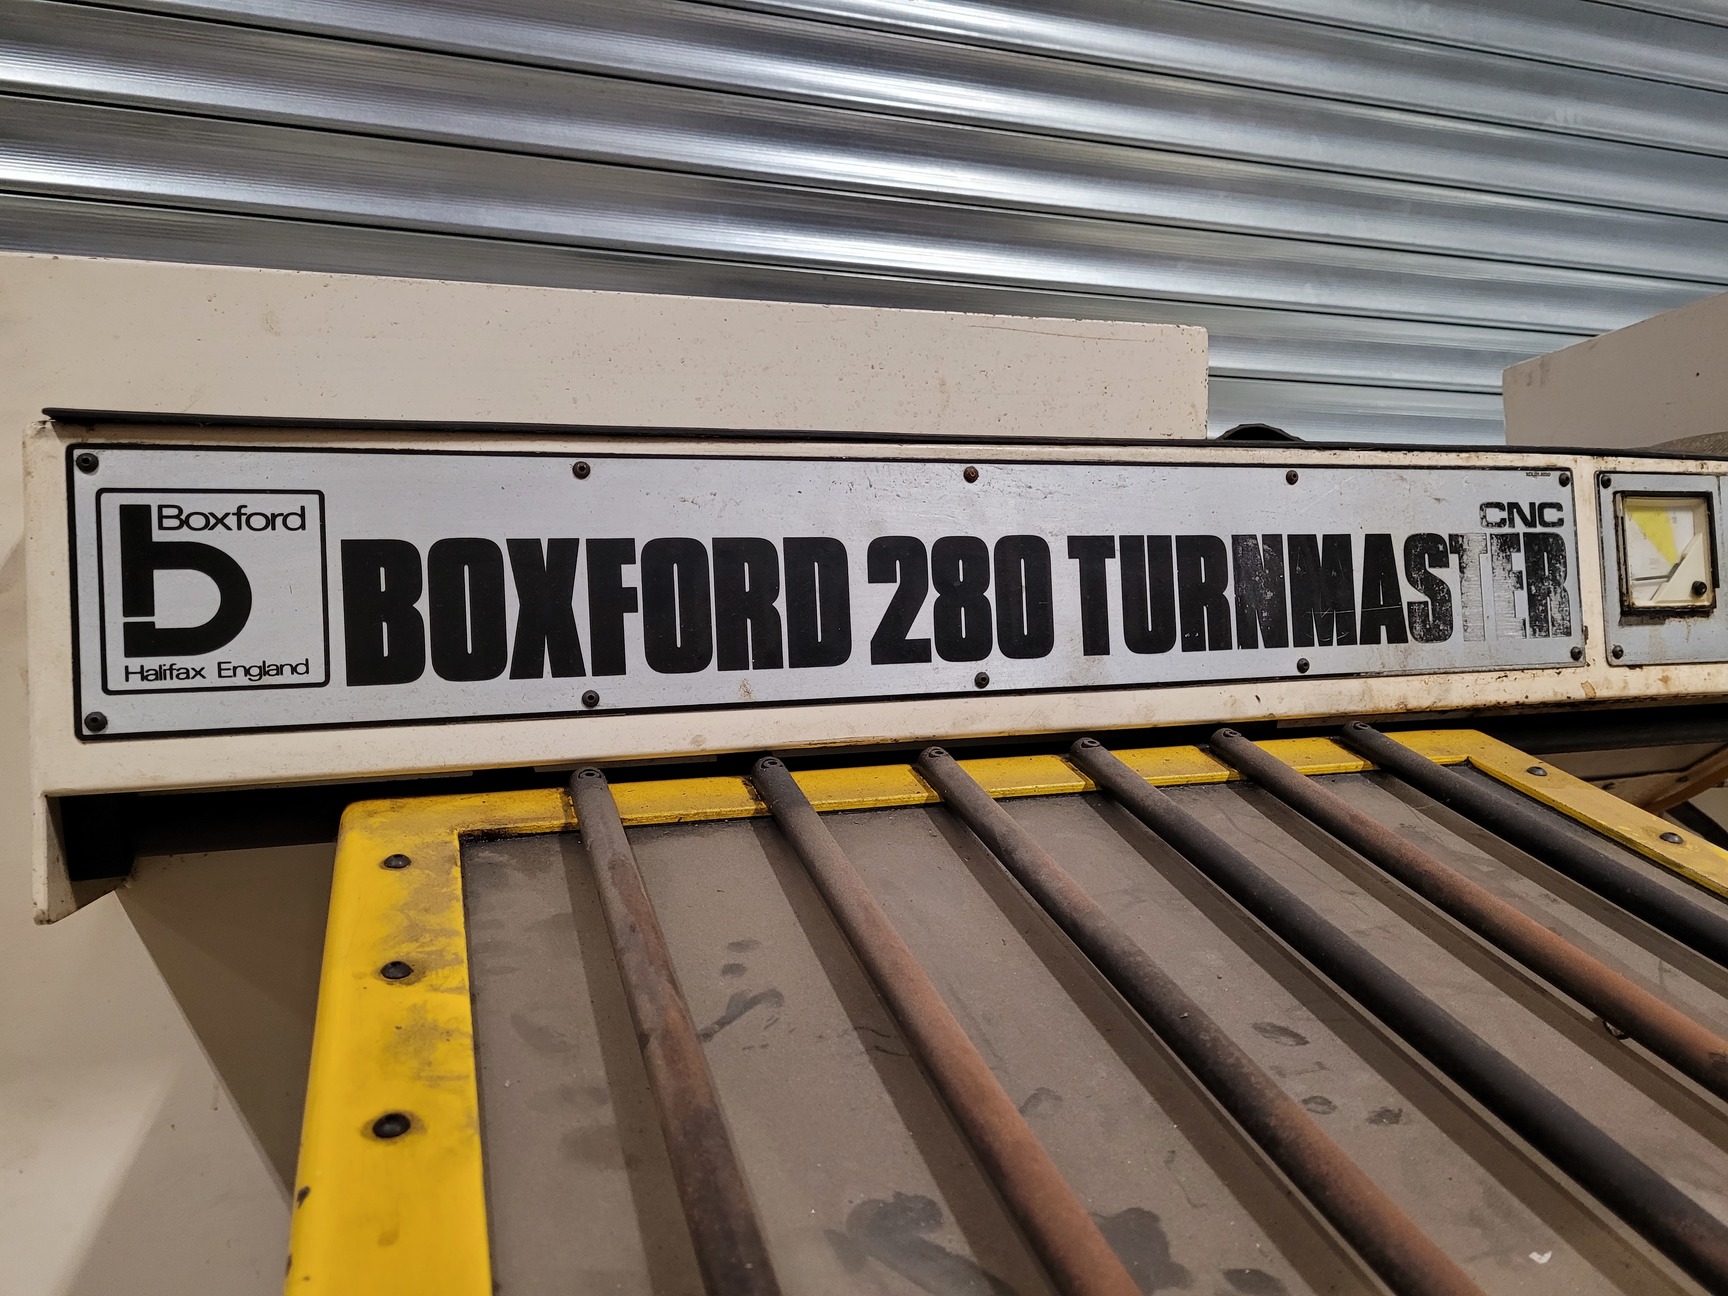 Boxford
Halifax England
CNC
BOXFORD 280 TURNMASTER